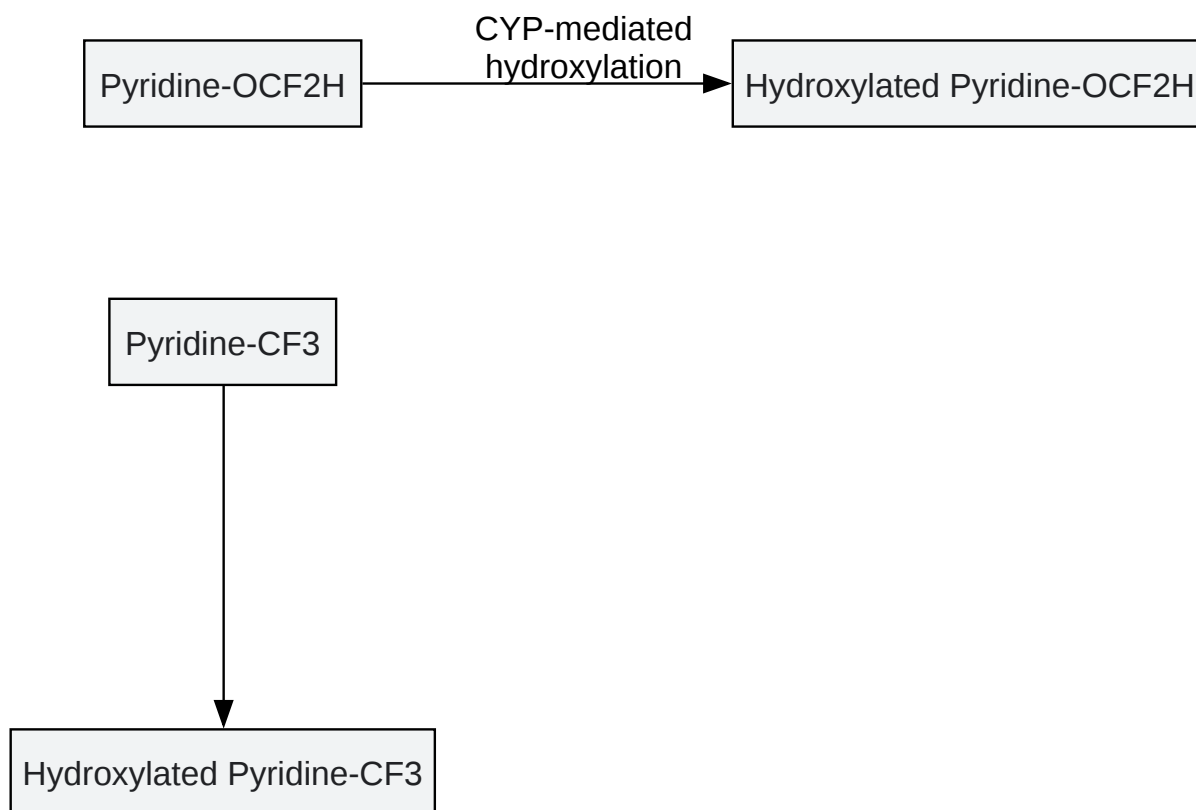 CYP-mediated
hydroxylation
Pyridine-OCF2H
Hydroxylated Pyridine-OCF2H
Pyridine-CF3
Hydroxylated Pyridine-CF3